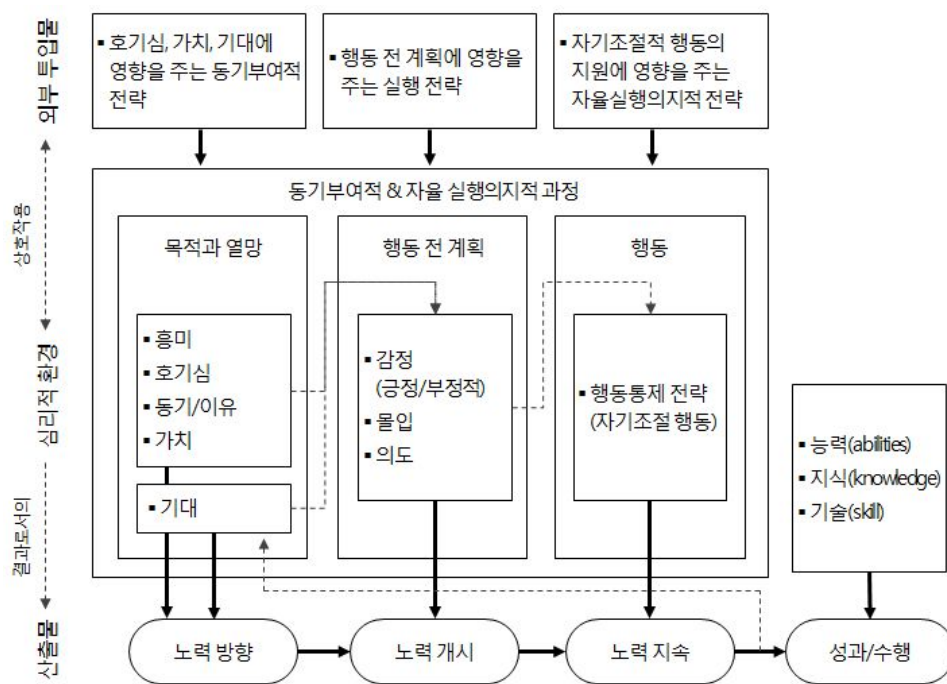 외부 투입물
▪ 호기심, 가치, 기대에
영향을 주는 동기부여적
전략
▪ 행동 전 계획에 영향을
주는 실행 전략
▪ 자기조절적 행동의
지원에 영향을 주는
자율실행의지적 전략
상호작용
동기부여적 & 자율 실행의지적 과정
목적과 열망
행동 전 계획
행동
심리적 환경
▪ 흥미
▪ 호기심
▪ 동기/이유
▪ 가치
▪ 기대
▪ 감정
(긍정/부정적)
▪ 몰입
▪ 의도
▪ 행동통제 전략
(자기조절 행동)
▪ 능력(abilities)
▪ 지식(knowledge)
▪ 기술(skill)
결과로서의
산출물
노력 방향
노력 개시
노력 지속
성과/수행